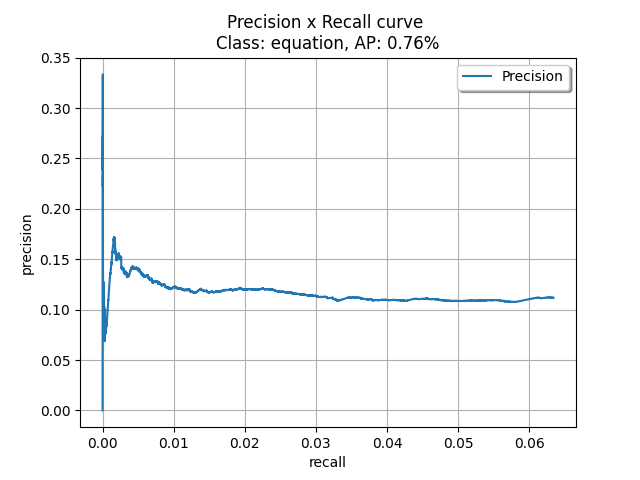 Precision x Recall curve
Class: equation, AP: 0.76%
Precision
0.35
0.30
0.25
0.20
0.15
0.10
0.05
0.00
precision
0.00 0.01 0.02 0.03 0.04 0.05 0.06
recall